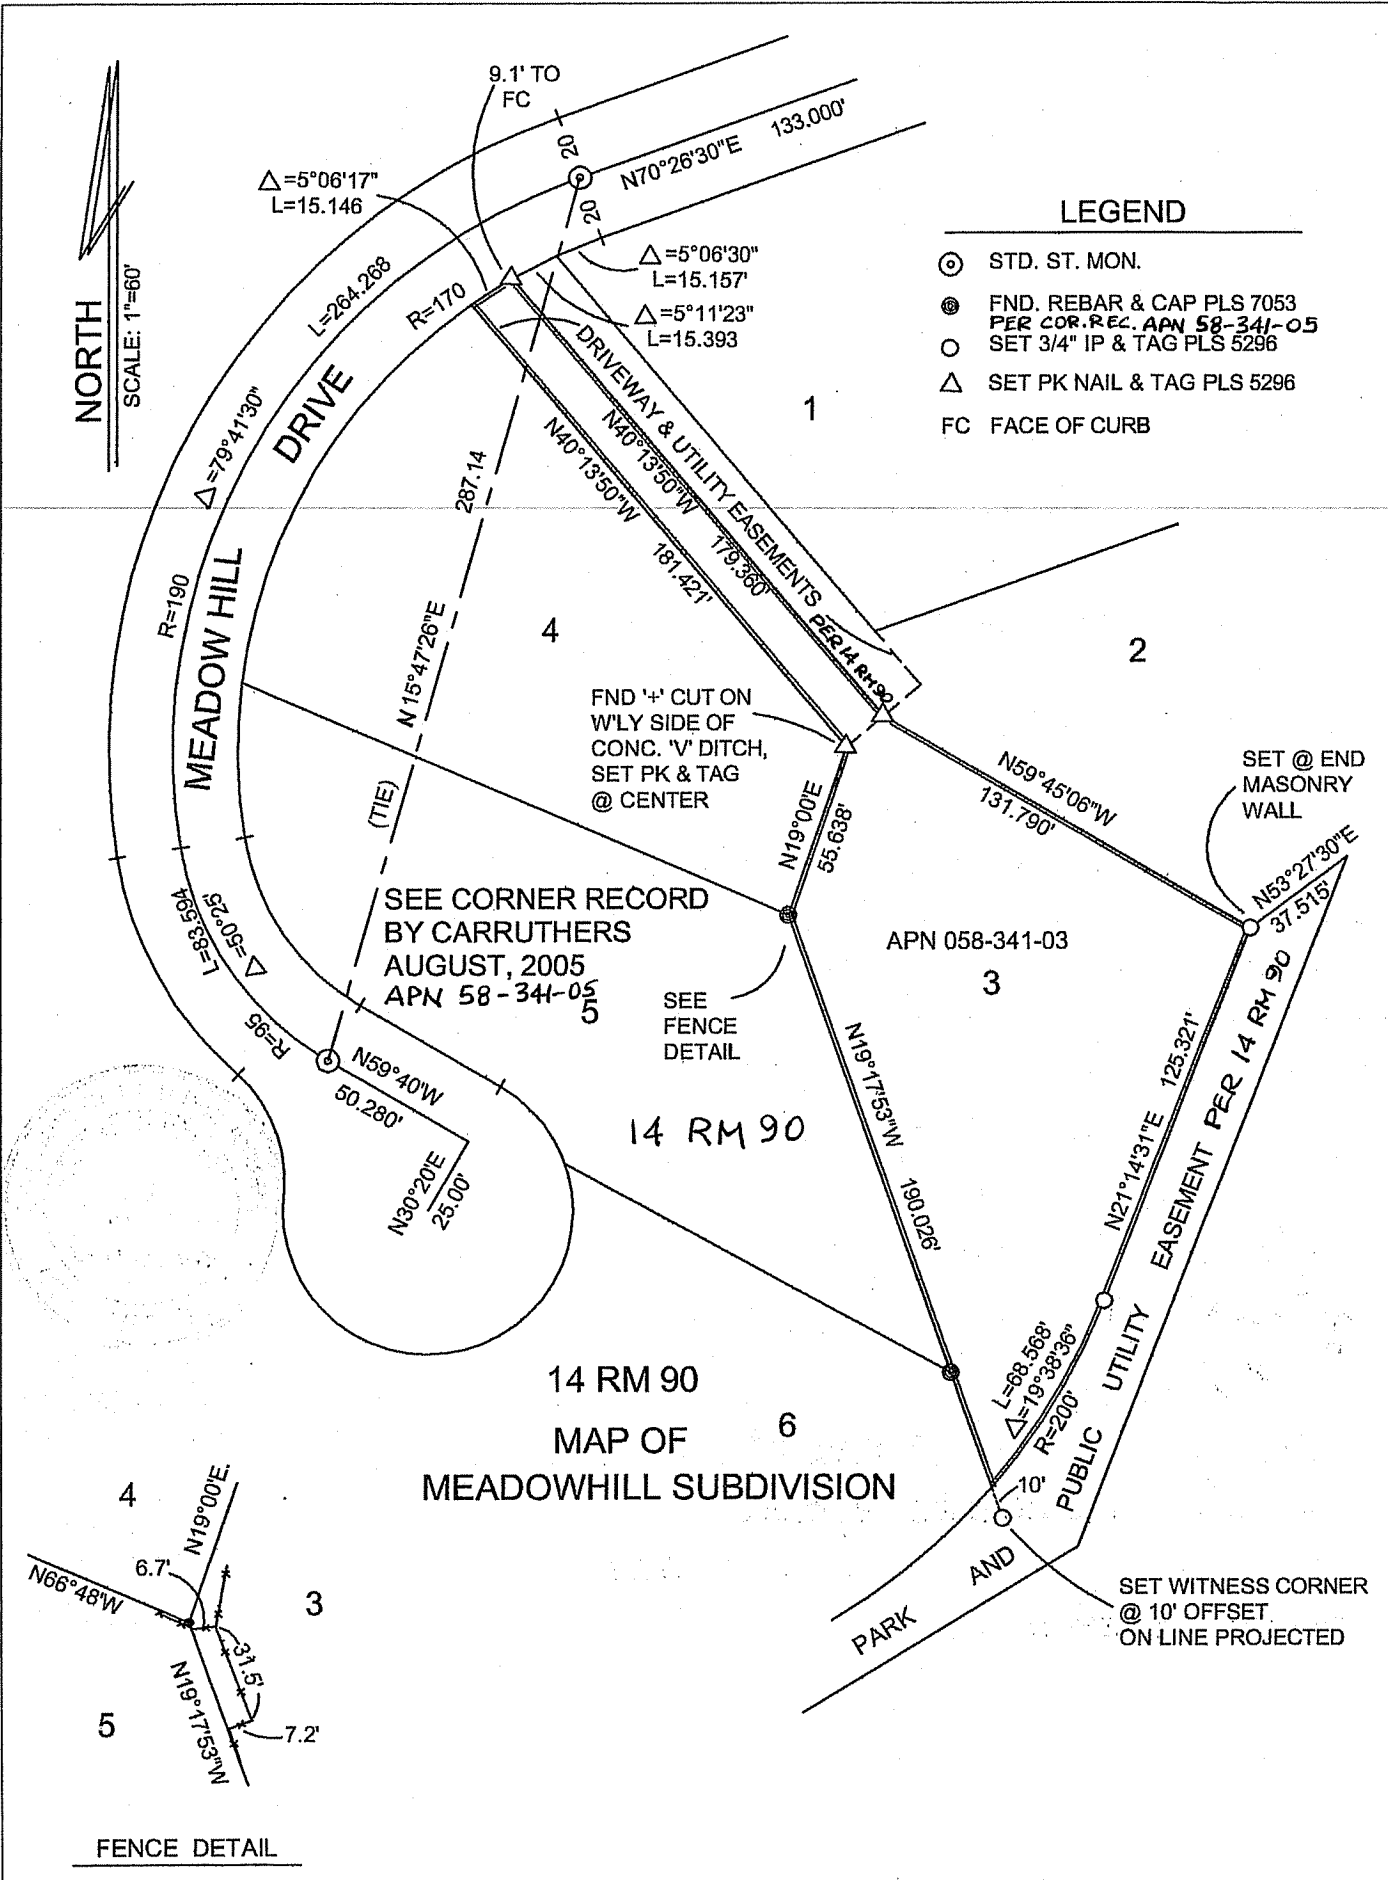 9.1' TO
FC
△=5°06'17"
L=15.146
20
20
N70°26'30"E 133.000'
△=5°06'30"
L=15.157'
△=5°11'23"
L=15.393
LEGEND
STD. ST. MON.
FND. REBAR & CAP PLS 7053
PER COR. REC. APN 58-341-05
SET 3/4" IP & TAG PLS 5296
SET PK NAIL & TAG PLS 5296
FC FACE OF CURB
NORTH
SCALE: 1"=60'
L=264.268
R=170
△=79°41'30"
R=190
MEADOW HILL DRIVE
287.14
N 15°47'26"E
(TIE)
DRIVEWAY & UTILITY EASEMENTS PER 14 RM 90
N40°13'50"W
179.360'
N40°13'50"W
181.421'
1
4
2
FND '+' CUT ON
W'LY SIDE OF
CONC. 'V' DITCH,
SET PK & TAG
@ CENTER
N19°00'E
55.638'
N59°45'06"W
131.790'
SET @ END
MASONRY
WALL
N53°27'30"E
37.515'
SEE CORNER RECORD
BY CARRUTHERS
AUGUST, 2005
APN 58-341-05
5
APN 058-341-03
3
SEE
FENCE
DETAIL
L=83.594
△=50°25'
R=95
N59°40'W
50.280'
N30°20'E
25.00'
14 RM 90
N19°17'53"W 190.026'
N21°14'31"E 125.321'
L=68.568'
△=19°38'36"
R=200'
10'
PARK AND PUBLIC UTILITY EASEMENT PER 14 RM 90
14 RM 90
MAP OF
MEADOWHILL SUBDIVISION
6
SET WITNESS CORNER
@ 10' OFFSET
ON LINE PROJECTED
4
N19°00'E
6.7'
N66°48'W
3
31.5'
N19°17'53"W
5
7.2'
FENCE DETAIL